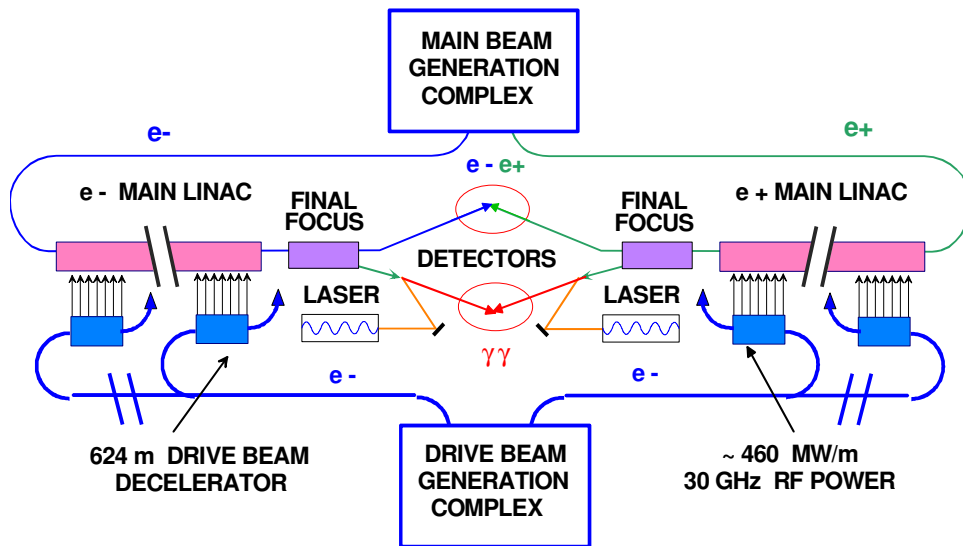 MAIN BEAM
GENERATION
COMPLEX
e-
e+
e - e+
e - MAIN LINAC
FINAL
FOCUS
FINAL
FOCUS
e + MAIN LINAC
DETECTORS
LASER
LASER
γγ
e -
e -
624 m DRIVE BEAM
DECELERATOR
DRIVE BEAM
GENERATION
COMPLEX
~ 460 MW/m
30 GHz RF POWER